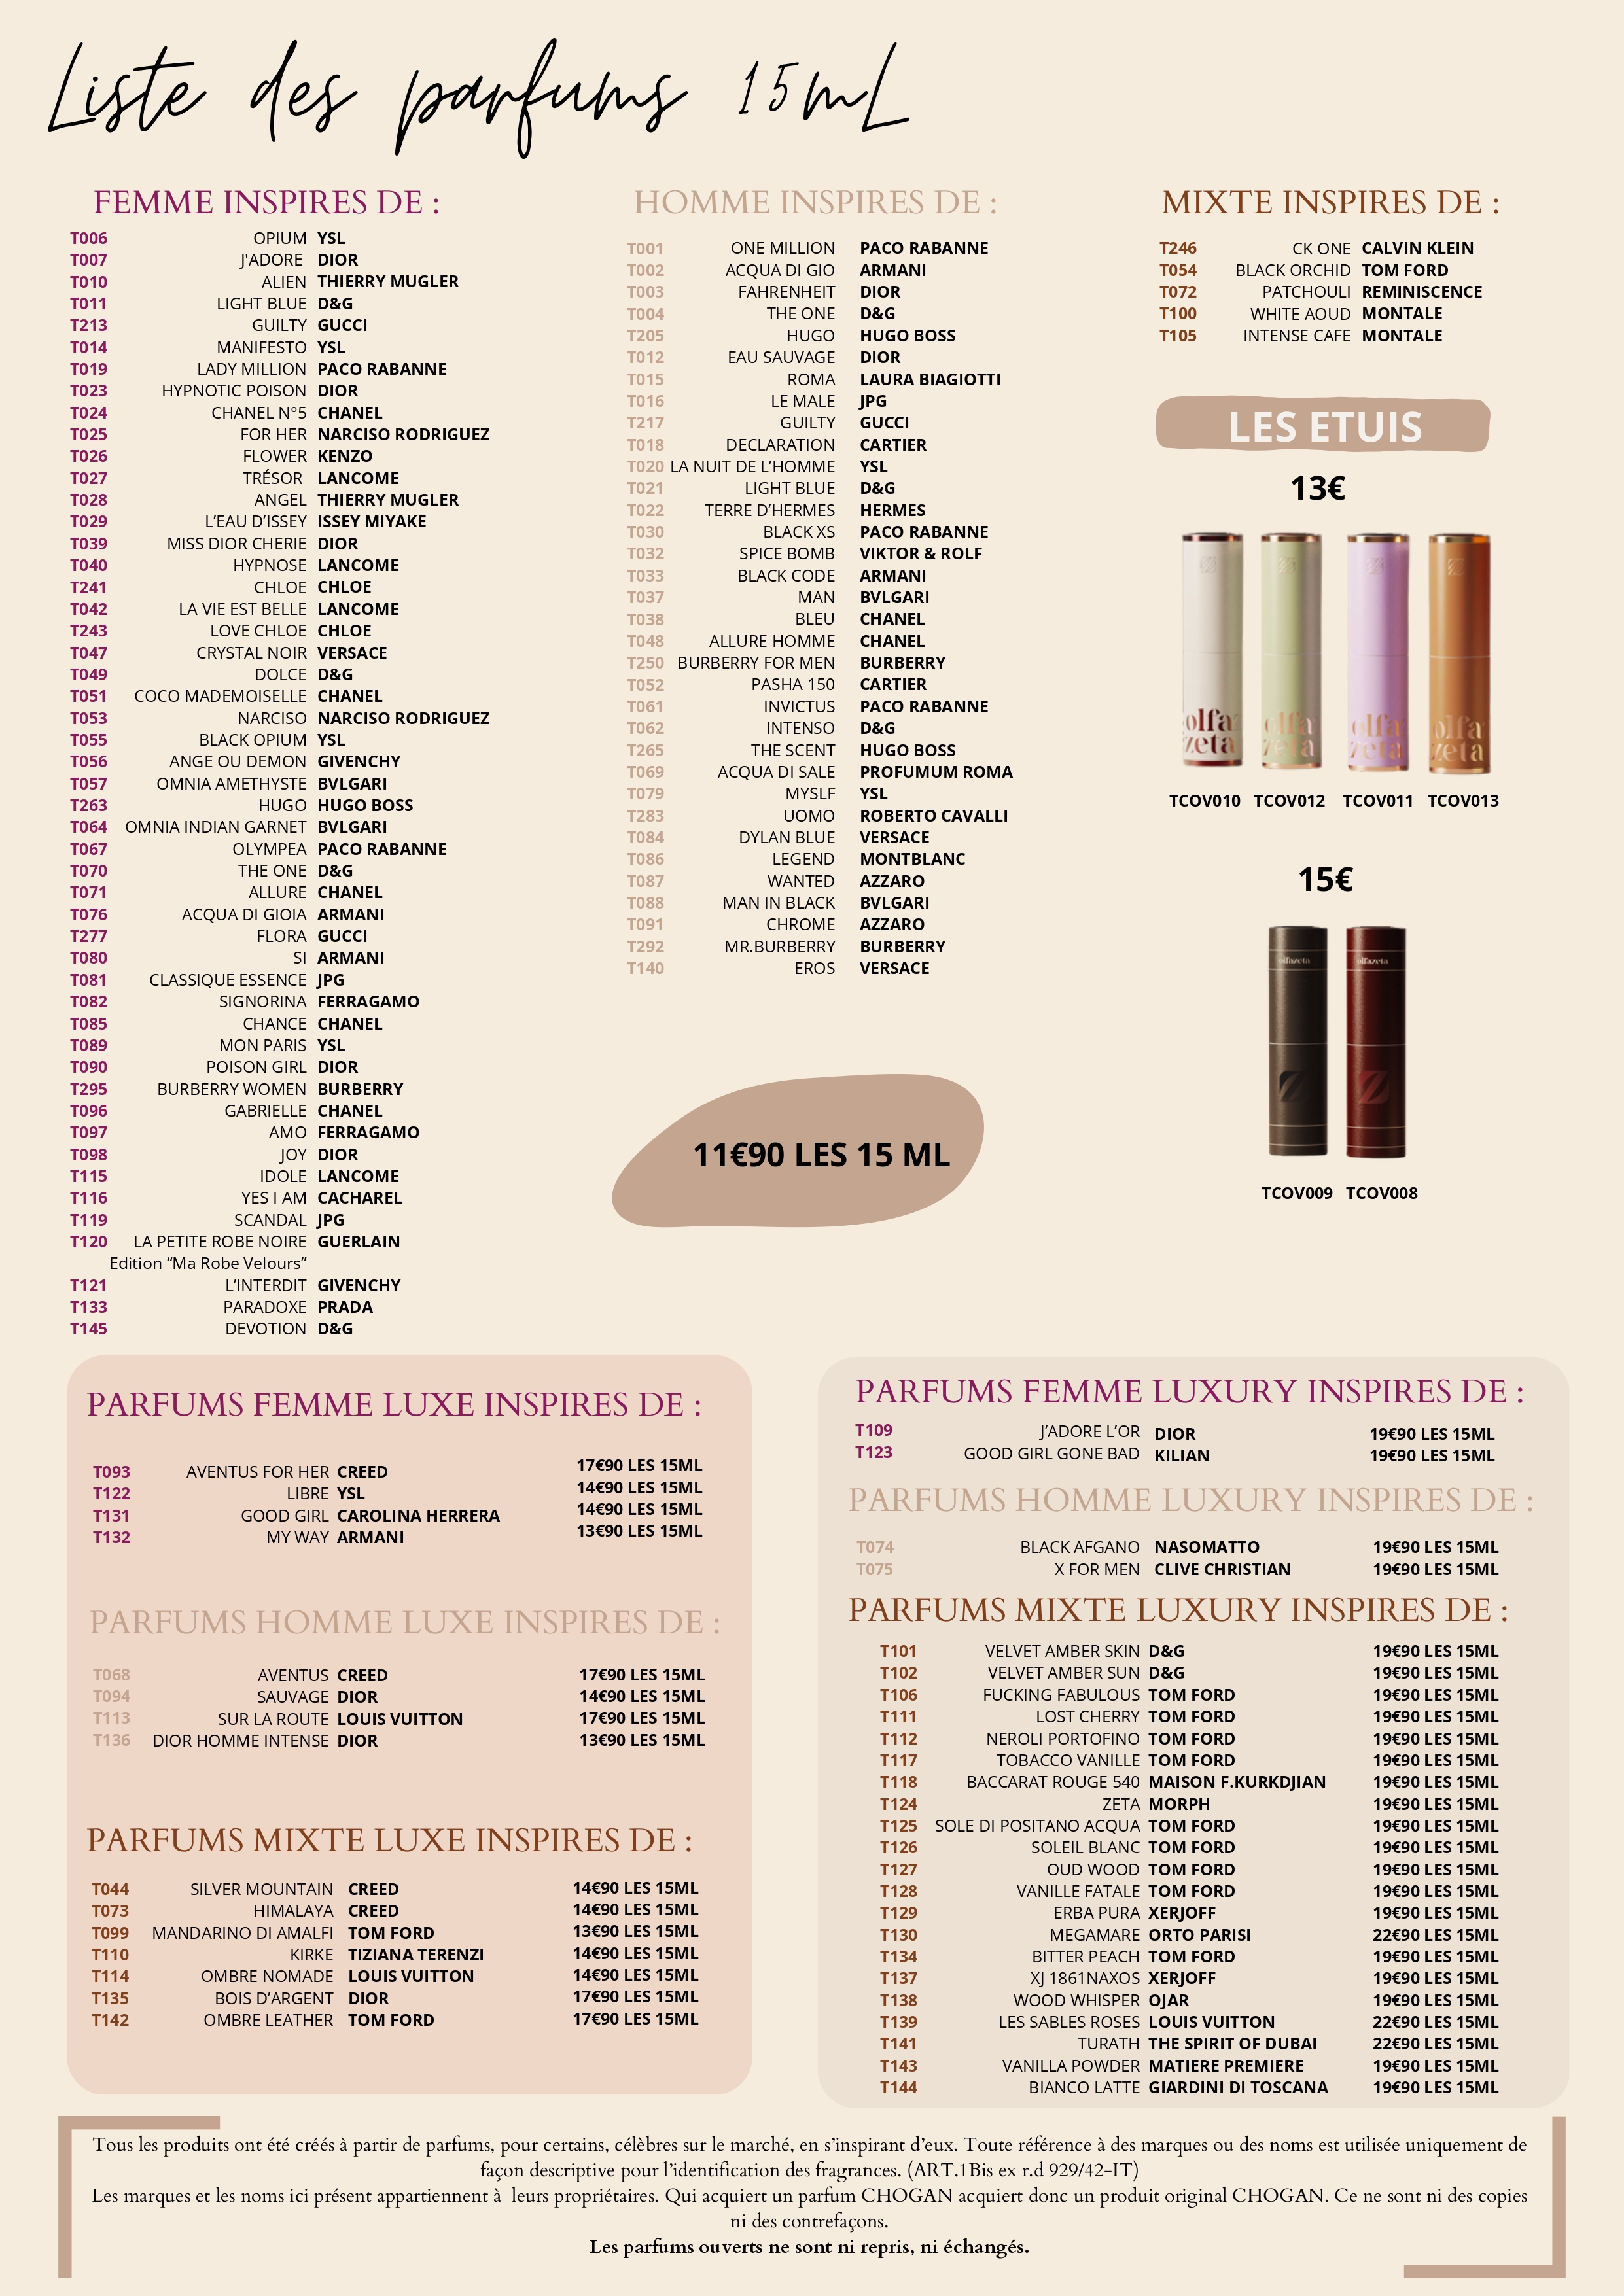 Liste des parfums 15mL
FEMME INSPIRES DE :
T006 OPIUM YSL
T007 J'ADORE DIOR
T010 ALIEN THIERRY MUGLER
T011 LIGHT BLUE D&G
T213 GUILTY GUCCI
T014 MANIFESTO YSL
T019 LADY MILLION PACO RABANNE
T023 HYPNOTIC POISON DIOR
T024 CHANEL N°5 CHANEL
T025 FOR HER NARCISO RODRIGUEZ
T026 FLOWER KENZO
T027 TRÉSOR LANCOME
T028 ANGEL THIERRY MUGLER
T029 L’EAU D’ISSEY ISSEY MIYAKE
T039 MISS DIOR CHERIE DIOR
T040 HYPNOSE LANCOME
T241 CHLOE CHLOE
T042 LA VIE EST BELLE LANCOME
T243 LOVE CHLOE CHLOE
T047 CRYSTAL NOIR VERSACE
T049 DOLCE D&G
T051 COCO MADEMOISELLE CHANEL
T053 NARCISO NARCISO RODRIGUEZ
T055 BLACK OPIUM YSL
T056 ANGE OU DEMON GIVENCHY
T057 OMNIA AMETHYSTE BVLGARI
T263 HUGO HUGO BOSS
T064 OMNIA INDIAN GARNET BVLGARI
T067 OLYMPEA PACO RABANNE
T070 THE ONE D&G
T071 ALLURE CHANEL
T076 ACQUA DI GIOIA ARMANI
T277 FLORA GUCCI
T080 SI ARMANI
T081 CLASSIQUE ESSENCE JPG
T082 SIGNORINA FERRAGAMO
T085 CHANCE CHANEL
T089 MON PARIS YSL
T090 POISON GIRL DIOR
T295 BURBERRY WOMEN BURBERRY
T096 GABRIELLE CHANEL
T097 AMO FERRAGAMO
T098 JOY DIOR
T115 IDOLE LANCOME
T116 YES I AM CACHAREL
T119 SCANDAL JPG
T120 LA PETITE ROBE NOIRE GUERLAIN
Edition “Ma Robe Velours”
T121 L’INTERDIT GIVENCHY
T133 PARADOXE PRADA
T145 DEVOTION D&G
HOMME INSPIRES DE :
T001 ONE MILLION PACO RABANNE
T002 ACQUA DI GIO ARMANI
T003 FAHRENHEIT DIOR
T004 THE ONE D&G
T205 HUGO HUGO BOSS
T012 EAU SAUVAGE DIOR
T015 ROMA LAURA BIAGIOTTI
T016 LE MALE JPG
T217 GUILTY GUCCI
T018 DECLARATION CARTIER
T020 LA NUIT DE L’HOMME YSL
T021 LIGHT BLUE D&G
T022 TERRE D’HERMES HERMES
T030 BLACK XS PACO RABANNE
T032 SPICE BOMB VIKTOR & ROLF
T033 BLACK CODE ARMANI
T037 MAN BVLGARI
T038 BLEU CHANEL
T048 ALLURE HOMME CHANEL
T250 BURBERRY FOR MEN BURBERRY
T052 PASHA 150 CARTIER
T061 INVICTUS PACO RABANNE
T062 INTENSO D&G
T265 THE SCENT HUGO BOSS
T069 ACQUA DI SALE PROFUMUM ROMA
T079 MYSLF YSL
T283 UOMO ROBERTO CAVALLI
T084 DYLAN BLUE VERSACE
T086 LEGEND MONTBLANC
T087 WANTED AZZARO
T088 MAN IN BLACK BVLGARI
T091 CHROME AZZARO
T292 MR.BURBERRY BURBERRY
T140 EROS VERSACE
11€90 LES 15 ML
MIXTE INSPIRES DE :
T246 CK ONE CALVIN KLEIN
T054 BLACK ORCHID TOM FORD
T072 PATCHOULI REMINISCENCE
T100 WHITE AOUD MONTALE
T105 INTENSE CAFE MONTALE
LES ETUIS
13€
olfa olfa olfa olfa
zeta zeta zeta zeta
TCOV010 TCOV012 TCOV011 TCOV013
15€
olfazeta olfazeta
TCOV009 TCOV008
PARFUMS FEMME LUXE INSPIRES DE :
T093 AVENTUS FOR HER CREED 17€90 LES 15ML
T122 LIBRE YSL 14€90 LES 15ML
T131 GOOD GIRL CAROLINA HERRERA 14€90 LES 15ML
T132 MY WAY ARMANI 13€90 LES 15ML
PARFUMS HOMME LUXE INSPIRES DE :
T068 AVENTUS CREED 17€90 LES 15ML
T094 SAUVAGE DIOR 14€90 LES 15ML
T113 SUR LA ROUTE LOUIS VUITTON 17€90 LES 15ML
T136 DIOR HOMME INTENSE DIOR 13€90 LES 15ML
PARFUMS MIXTE LUXE INSPIRES DE :
T044 SILVER MOUNTAIN CREED 14€90 LES 15ML
T073 HIMALAYA CREED 14€90 LES 15ML
T099 MANDARINO DI AMALFI TOM FORD 13€90 LES 15ML
T110 KIRKE TIZIANA TERENZI 14€90 LES 15ML
T114 OMBRE NOMADE LOUIS VUITTON 14€90 LES 15ML
T135 BOIS D’ARGENT DIOR 17€90 LES 15ML
T142 OMBRE LEATHER TOM FORD 17€90 LES 15ML
PARFUMS FEMME LUXURY INSPIRES DE :
T109 J’ADORE L’OR DIOR 19€90 LES 15ML
T123 GOOD GIRL GONE BAD KILIAN 19€90 LES 15ML
PARFUMS HOMME LUXURY INSPIRES DE :
T074 BLACK AFGANO NASOMATTO 19€90 LES 15ML
T075 X FOR MEN CLIVE CHRISTIAN 19€90 LES 15ML
PARFUMS MIXTE LUXURY INSPIRES DE :
T101 VELVET AMBER SKIN D&G 19€90 LES 15ML
T102 VELVET AMBER SUN D&G 19€90 LES 15ML
T106 FUCKING FABULOUS TOM FORD 19€90 LES 15ML
T111 LOST CHERRY TOM FORD 19€90 LES 15ML
T112 NEROLI PORTOFINO TOM FORD 19€90 LES 15ML
T117 TOBACCO VANILLE TOM FORD 19€90 LES 15ML
T118 BACCARAT ROUGE 540 MAISON F.KURKDJIAN 19€90 LES 15ML
T124 ZETA MORPH 19€90 LES 15ML
T125 SOLE DI POSITANO ACQUA TOM FORD 19€90 LES 15ML
T126 SOLEIL BLANC TOM FORD 19€90 LES 15ML
T127 OUD WOOD TOM FORD 19€90 LES 15ML
T128 VANILLE FATALE TOM FORD 19€90 LES 15ML
T129 ERBA PURA XERJOFF 19€90 LES 15ML
T130 MEGAMARE ORTO PARISI 22€90 LES 15ML
T134 BITTER PEACH TOM FORD 19€90 LES 15ML
T137 XJ 1861NAXOS XERJOFF 19€90 LES 15ML
T138 WOOD WHISPER OJAR 19€90 LES 15ML
T139 LES SABLES ROSES LOUIS VUITTON 22€90 LES 15ML
T141 TURATH THE SPIRIT OF DUBAI 22€90 LES 15ML
T143 VANILLA POWDER MATIERE PREMIERE 19€90 LES 15ML
T144 BIANCO LATTE GIARDINI DI TOSCANA 19€90 LES 15ML
Tous les produits ont été créés à partir de parfums, pour certains, célèbres sur le marché, en s’inspirant d’eux. Toute référence à des marques ou des noms est utilisée uniquement de
façon descriptive pour l’identification des fragrances. (ART.1Bis ex r.d 929/42-IT)
Les marques et les noms ici présent appartiennent à leurs propriétaires. Qui acquiert un parfum CHOGAN acquiert donc un produit original CHOGAN. Ce ne sont ni des copies
ni des contrefaçons.
Les parfums ouverts ne sont ni repris, ni échangés.